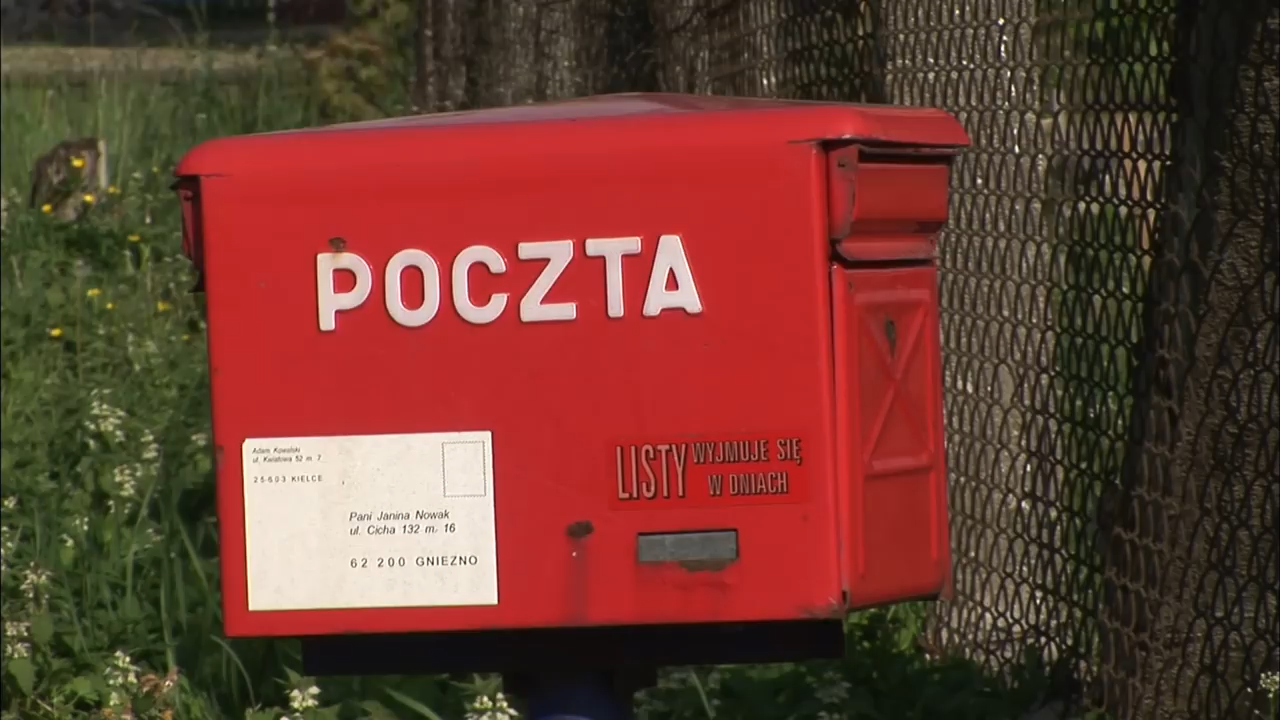 POCZTA
Adam Kowalski
ul. Kwiatowa 52 m. 7
25-603 KIELCE
Pani Janina Nowak
ul. Cicha 132 m. 16
62 200 GNIEZNO
LISTY WYJMUJE SIĘ
W DNIACH